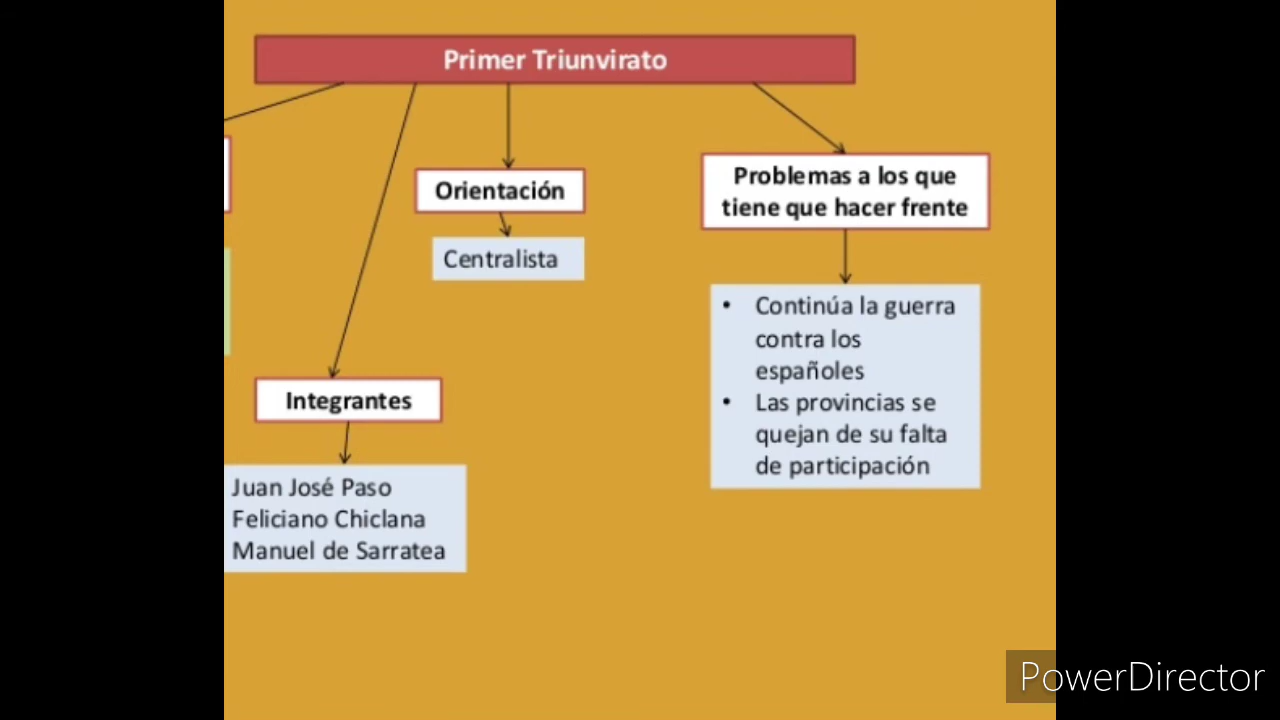 Primer Triunvirato
Orientación
Centralista
Problemas a los que
tiene que hacer frente
• Continúa la guerra
contra los
españoles
• Las provincias se
quejan de su falta
de participación
Integrantes
Juan José Paso
Feliciano Chiclana
Manuel de Sarratea
PowerDirector